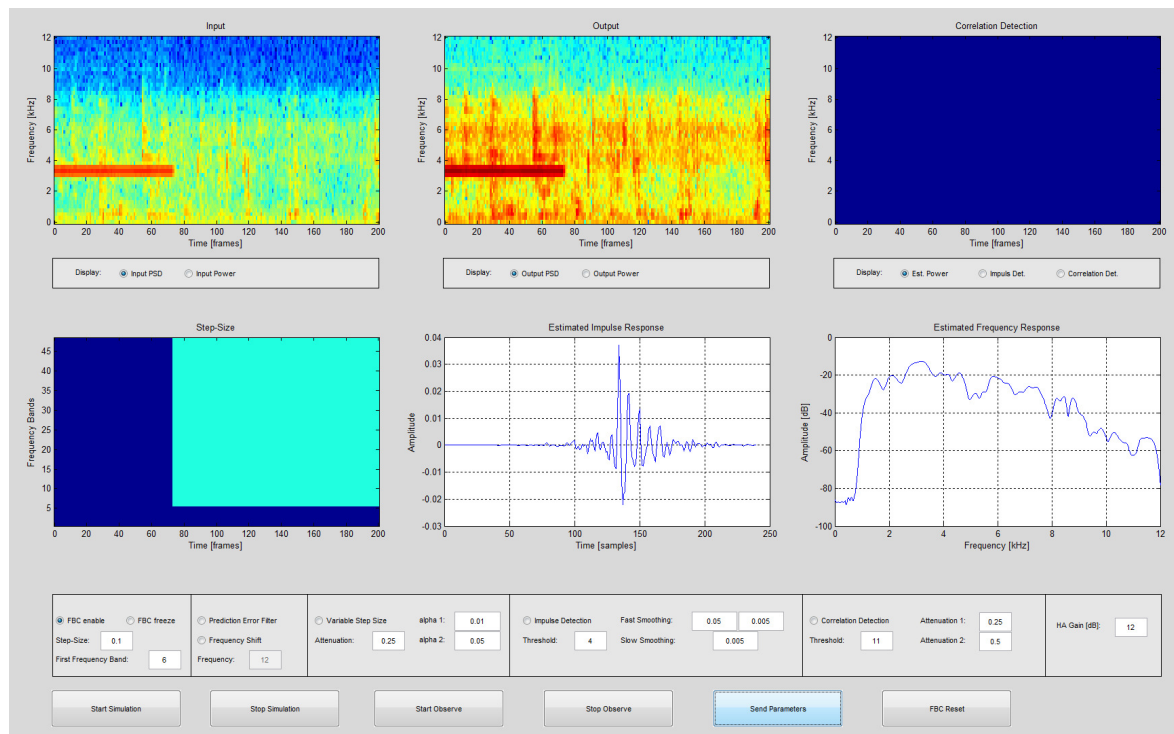 Input
Frequency [kHz]
12
10
8
6
4
2
0
0 20 40 60 80 100 120 140 160 180 200
Time [frames]
Display: Input PSD Input Power
Output
Frequency [kHz]
12
10
8
6
4
2
0
0 20 40 60 80 100 120 140 160 180 200
Time [frames]
Display: Output PSD Output Power
Correlation Detection
Frequency [kHz]
12
10
8
6
4
2
0
0 20 40 60 80 100 120 140 160 180 200
Time [frames]
Display: Est. Power Impuls Det. Correlation Det.
Step-Size
Frequency Bands
45
40
35
30
25
20
15
10
5
0 20 40 60 80 100 120 140 160 180 200
Time [frames]
Estimated Impulse Response
Amplitude
0.04
0.03
0.02
0.01
0
-0.01
-0.02
-0.03
0 50 100 150 200 250
Time [samples]
Estimated Frequency Response
Amplitude [dB]
0
-20
-40
-60
-80
-100
0 2 4 6 8 10 12
Frequency [kHz]
FBC enable FBC freeze
Step-Size: 0.1
First Frequency Band: 6
Prediction Error Filter
Frequency Shift
Frequency: 12
Variable Step Size alpha 1: 0.01
Attenuation: 0.25 alpha 2: 0.05
Impulse Detection Fast Smoothing: 0.05 0.005
Threshold: 4 Slow Smoothing: 0.005
Correlation Detection Attenuation 1: 0.25
Threshold: 11 Attenuation 2: 0.5
HA Gain [dB]: 12
Start Simulation
Stop Simulation
Start Observe
Stop Observe
Send Parameters
FBC Reset